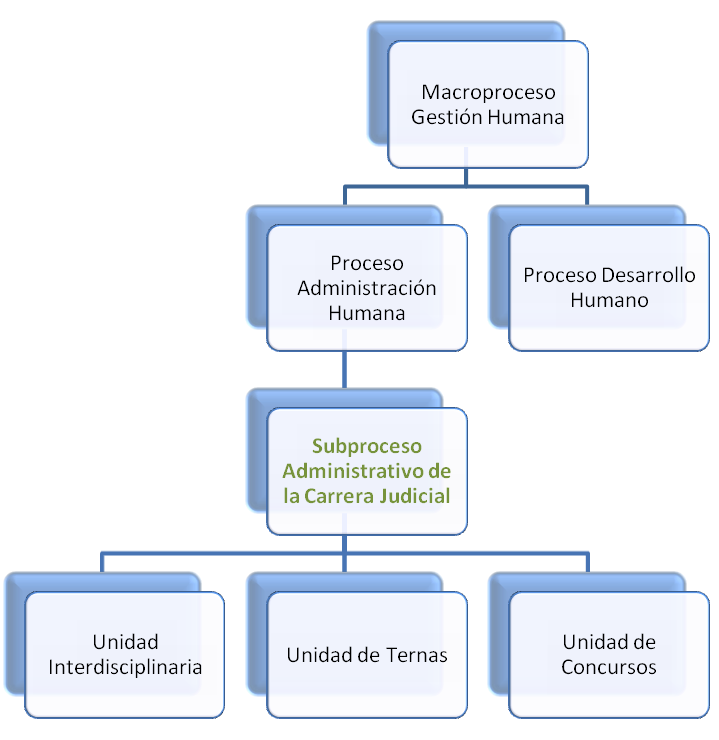 Macroproceso
Gestión Humana
Proceso
Administración
Humana
Proceso Desarrollo
Humano
Subproceso
Administrativo de
la Carrera Judicial
Unidad
Interdisciplinaria
Unidad de Ternas
Unidad de
Concursos